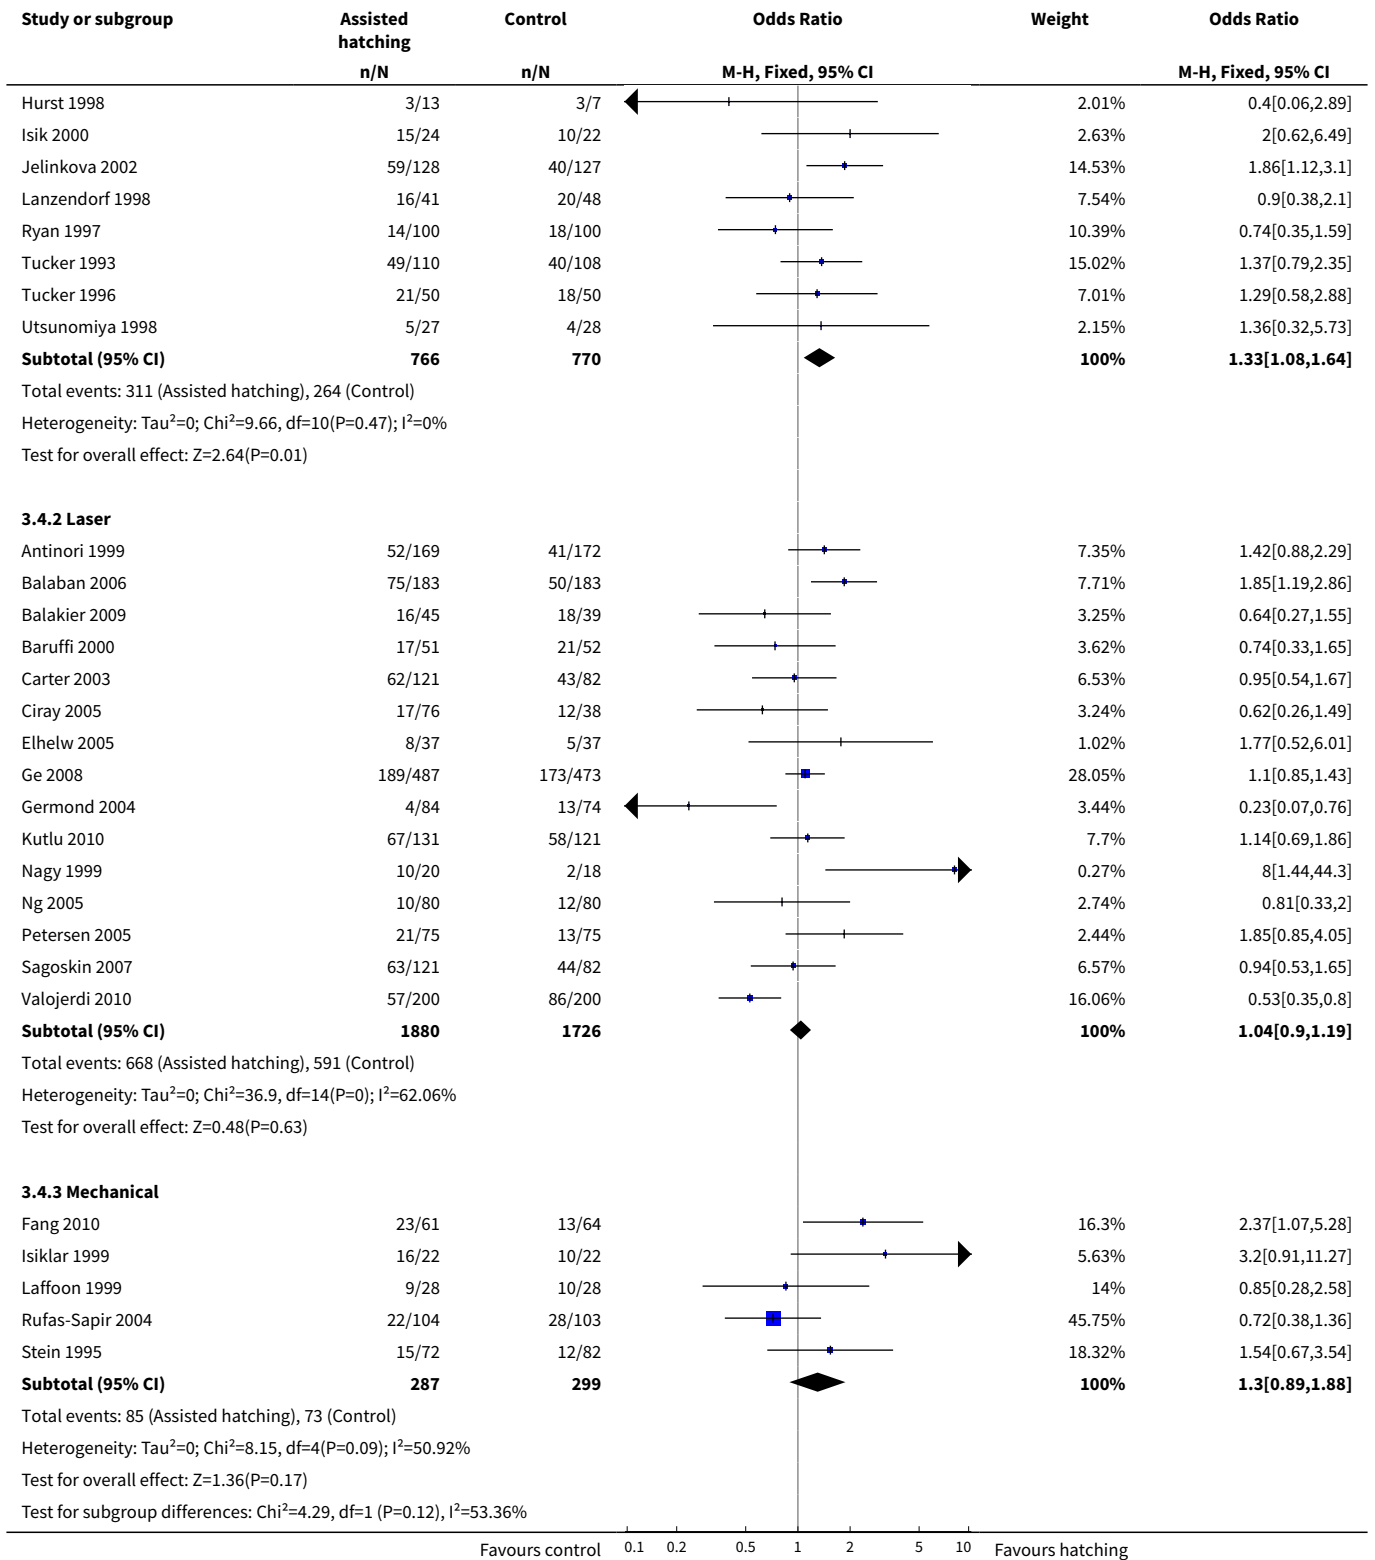 Study or subgroup Assisted hatching Control Odds Ratio Weight Odds Ratio
n/N n/N M-H, Fixed, 95% CI M-H, Fixed, 95% CI
Hurst 1998 3/13 3/7 2.01% 0.4[0.06,2.89]
Isik 2000 15/24 10/22 2.63% 2[0.62,6.49]
Jelinkova 2002 59/128 40/127 14.53% 1.86[1.12,3.1]
Lanzendorf 1998 16/41 20/48 7.54% 0.9[0.38,2.1]
Ryan 1997 14/100 18/100 10.39% 0.74[0.35,1.59]
Tucker 1993 49/110 40/108 15.02% 1.37[0.79,2.35]
Tucker 1996 21/50 18/50 7.01% 1.29[0.58,2.88]
Utsunomiya 1998 5/27 4/28 2.15% 1.36[0.32,5.73]
Subtotal (95% CI) 766 770 100% 1.33[1.08,1.64]
Total events: 311 (Assisted hatching), 264 (Control)
Heterogeneity: Tau²=0; Chi²=9.66, df=10(P=0.47); I²=0%
Test for overall effect: Z=2.64(P=0.01)
3.4.2 Laser
Antinori 1999 52/169 41/172 7.35% 1.42[0.88,2.29]
Balaban 2006 75/183 50/183 7.71% 1.85[1.19,2.86]
Balakier 2009 16/45 18/39 3.25% 0.64[0.27,1.55]
Baruffi 2000 17/51 21/52 3.62% 0.74[0.33,1.65]
Carter 2003 62/121 43/82 6.53% 0.95[0.54,1.67]
Ciray 2005 17/76 12/38 3.24% 0.62[0.26,1.49]
Elhelw 2005 8/37 5/37 1.02% 1.77[0.52,6.01]
Ge 2008 189/487 173/473 28.05% 1.1[0.85,1.43]
Germond 2004 4/84 13/74 3.44% 0.23[0.07,0.76]
Kutlu 2010 67/131 58/121 7.7% 1.14[0.69,1.86]
Nagy 1999 10/20 2/18 0.27% 8[1.44,44.3]
Ng 2005 10/80 12/80 2.74% 0.81[0.33,2]
Petersen 2005 21/75 13/75 2.44% 1.85[0.85,4.05]
Sagoskin 2007 63/121 44/82 6.57% 0.94[0.53,1.65]
Valojerdi 2010 57/200 86/200 16.06% 0.53[0.35,0.8]
Subtotal (95% CI) 1880 1726 100% 1.04[0.9,1.19]
Total events: 668 (Assisted hatching), 591 (Control)
Heterogeneity: Tau²=0; Chi²=36.9, df=14(P=0); I²=62.06%
Test for overall effect: Z=0.48(P=0.63)
3.4.3 Mechanical
Fang 2010 23/61 13/64 16.3% 2.37[1.07,5.28]
Isiklar 1999 16/22 10/22 5.63% 3.2[0.91,11.27]
Laffoon 1999 9/28 10/28 14% 0.85[0.28,2.58]
Rufas-Sapir 2004 22/104 28/103 45.75% 0.72[0.38,1.36]
Stein 1995 15/72 12/82 18.32% 1.54[0.67,3.54]
Subtotal (95% CI) 287 299 100% 1.3[0.89,1.88]
Total events: 85 (Assisted hatching), 73 (Control)
Heterogeneity: Tau²=0; Chi²=8.15, df=4(P=0.09); I²=50.92%
Test for overall effect: Z=1.36(P=0.17)
Test for subgroup differences: Chi²=4.29, df=1 (P=0.12), I²=53.36%
Favours control 0.1 0.2 0.5 1 2 5 10 Favours hatching